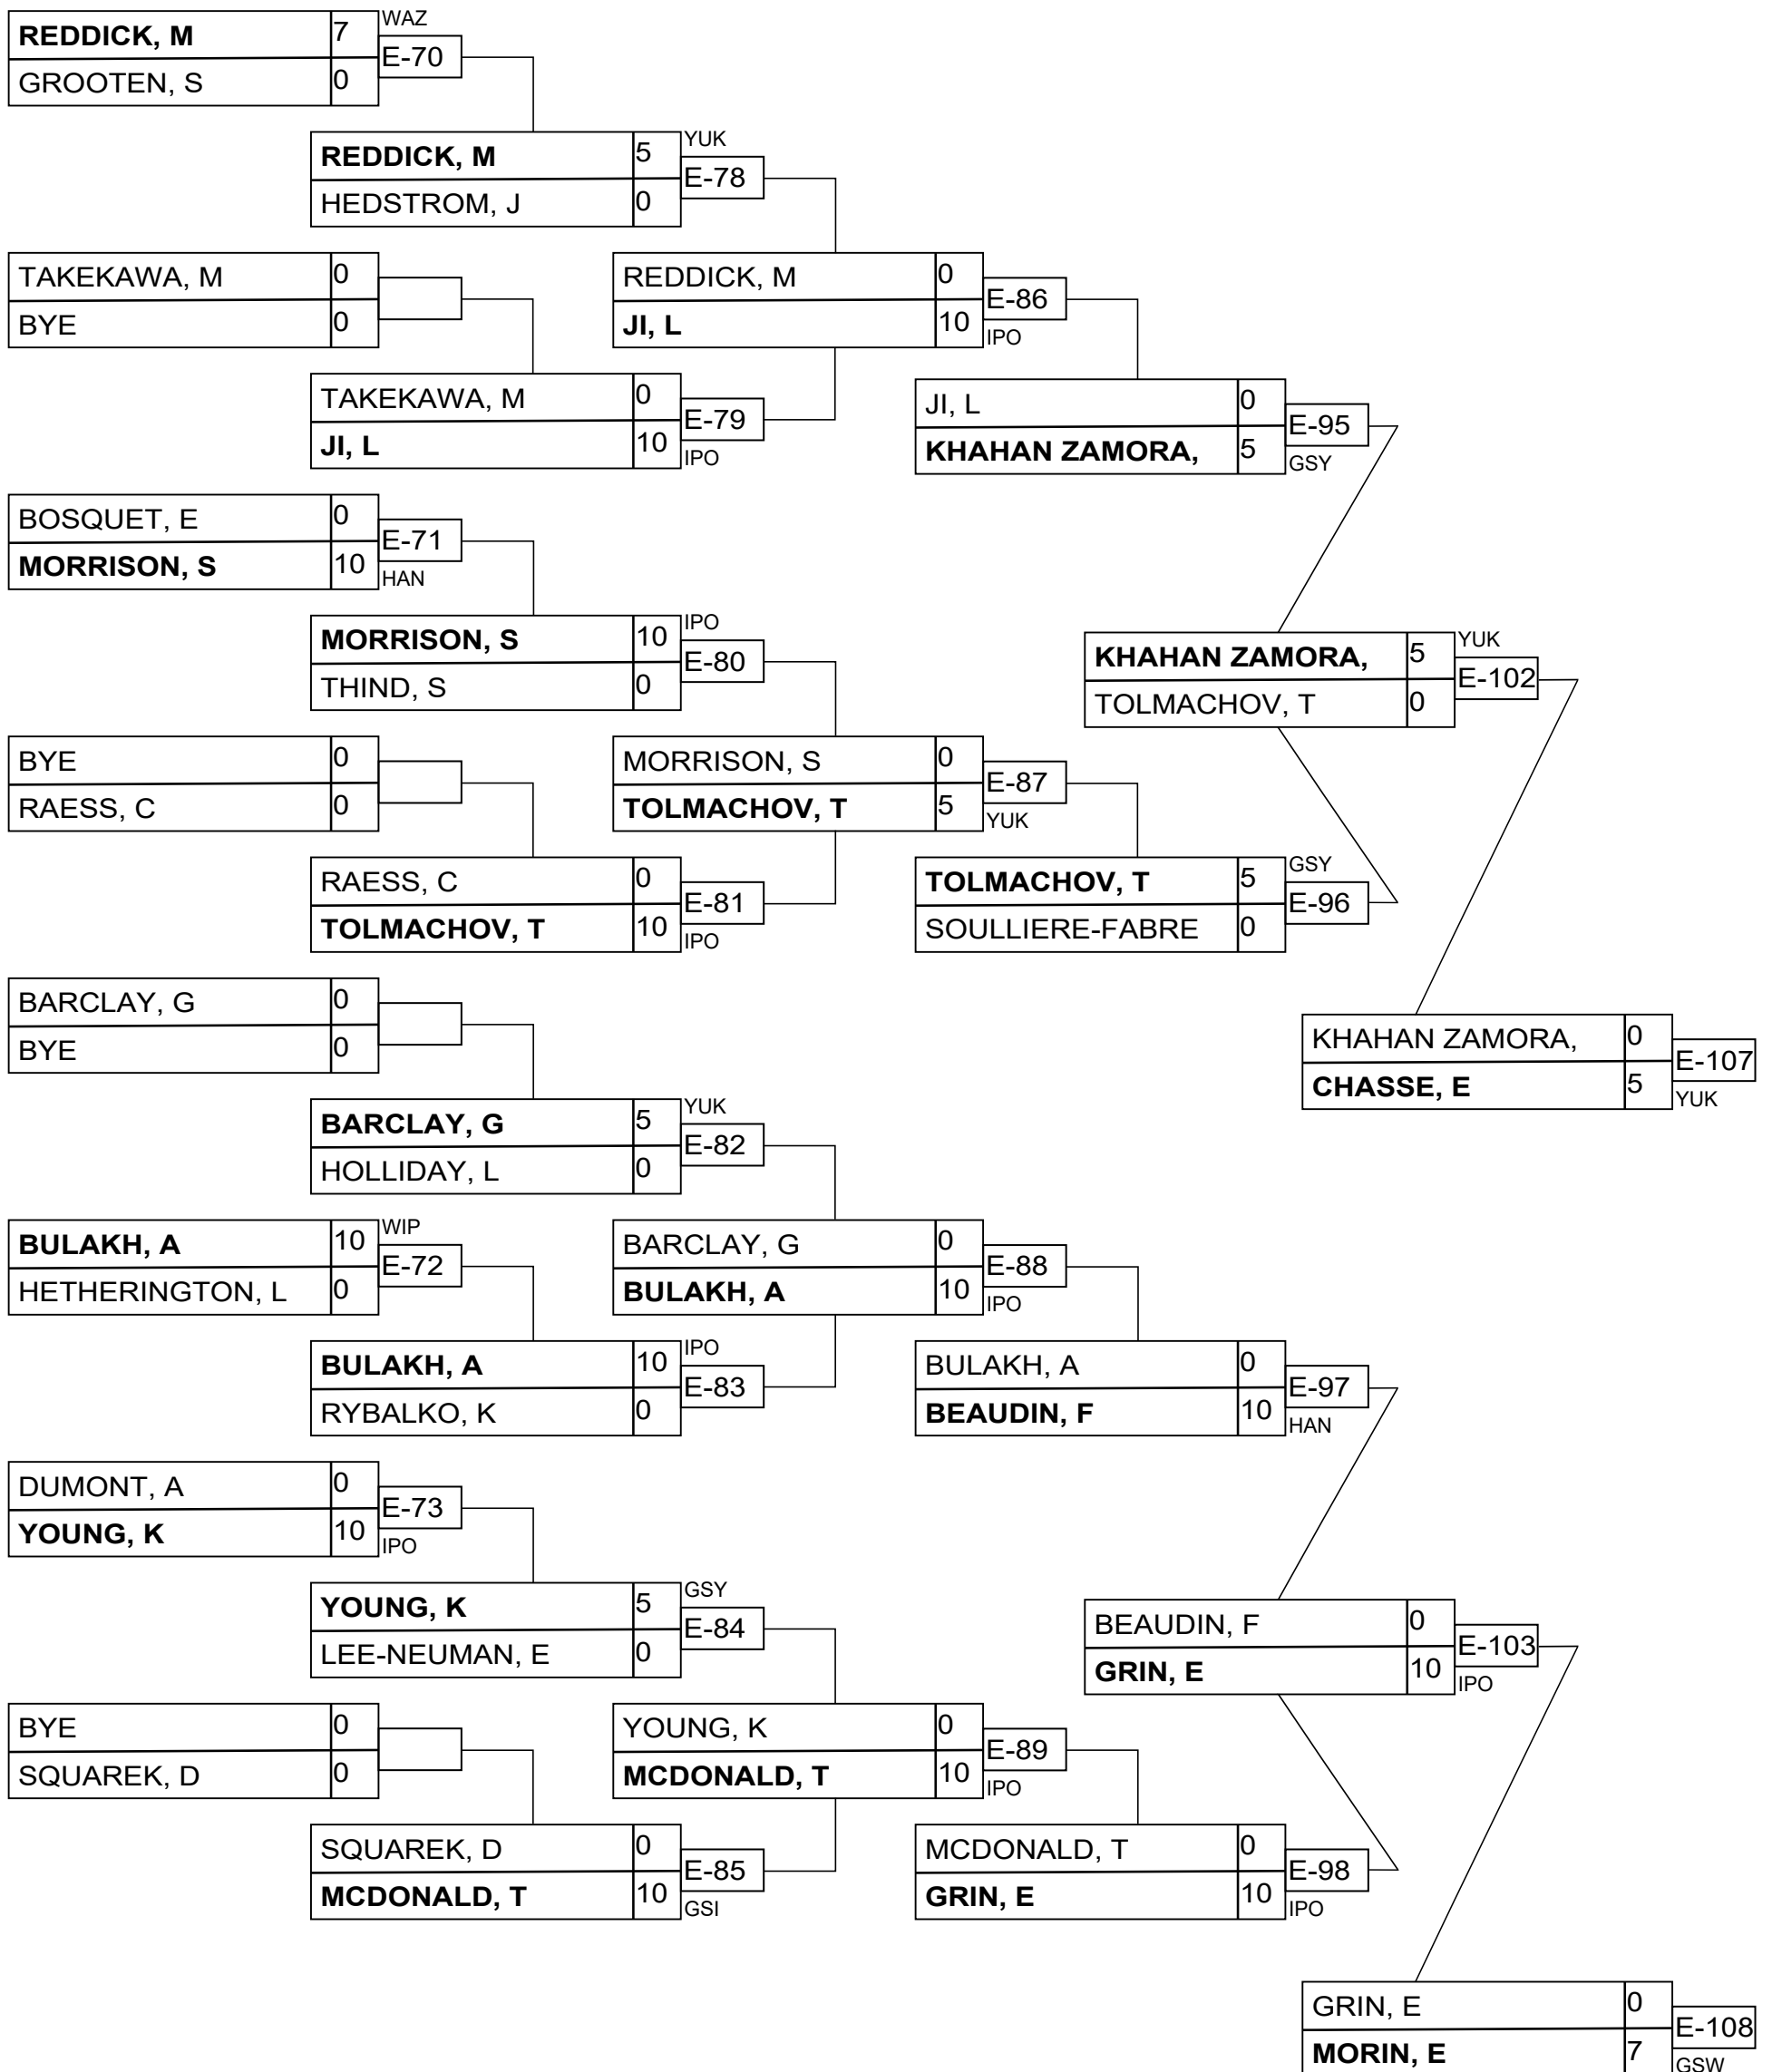 REDDICK, M 7 WAZ
E-70
GROOTEN, S 0
REDDICK, M 5 YUK
E-78
HEDSTROM, J 0
TAKEKAWA, M 0
BYE 0
REDDICK, M 0
E-86
JI, L 10 IPO
TAKEKAWA, M 0
E-79
JI, L 10 IPO
JI, L 0
E-95
KHAHAN ZAMORA, 5 GSY
BOSQUET, E 0
E-71
MORRISON, S 10 HAN
MORRISON, S 10 IPO
E-80
THIND, S 0
KHAHAN ZAMORA, 5 YUK
E-102
TOLMACHOV, T 0
BYE 0
RAESS, C 0
MORRISON, S 0
E-87
TOLMACHOV, T 5 YUK
RAESS, C 0
E-81
TOLMACHOV, T 10 IPO
TOLMACHOV, T 5 GSY
E-96
SOULLIERE-FABRE 0
BARCLAY, G 0
BYE 0
KHAHAN ZAMORA, 0
E-107
CHASSE, E 5 YUK
BARCLAY, G 5 YUK
E-82
HOLLIDAY, L 0
BULAKH, A 10 WIP
E-72
HETHERINGTON, L 0
BARCLAY, G 0
E-88
BULAKH, A 10 IPO
BULAKH, A 10 IPO
E-83
RYBALKO, K 0
BULAKH, A 0
E-97
BEAUDIN, F 10 HAN
DUMONT, A 0
E-73
YOUNG, K 10 IPO
YOUNG, K 5 GSY
E-84
LEE-NEUMAN, E 0
BEAUDIN, F 0
E-103
GRIN, E 10 IPO
BYE 0
SQUAREK, D 0
YOUNG, K 0
E-89
MCDONALD, T 10 IPO
SQUAREK, D 0
E-85
MCDONALD, T 10 GSI
MCDONALD, T 0
E-98
GRIN, E 10 IPO
GRIN, E 0
E-108
MORIN, E 7 GSW